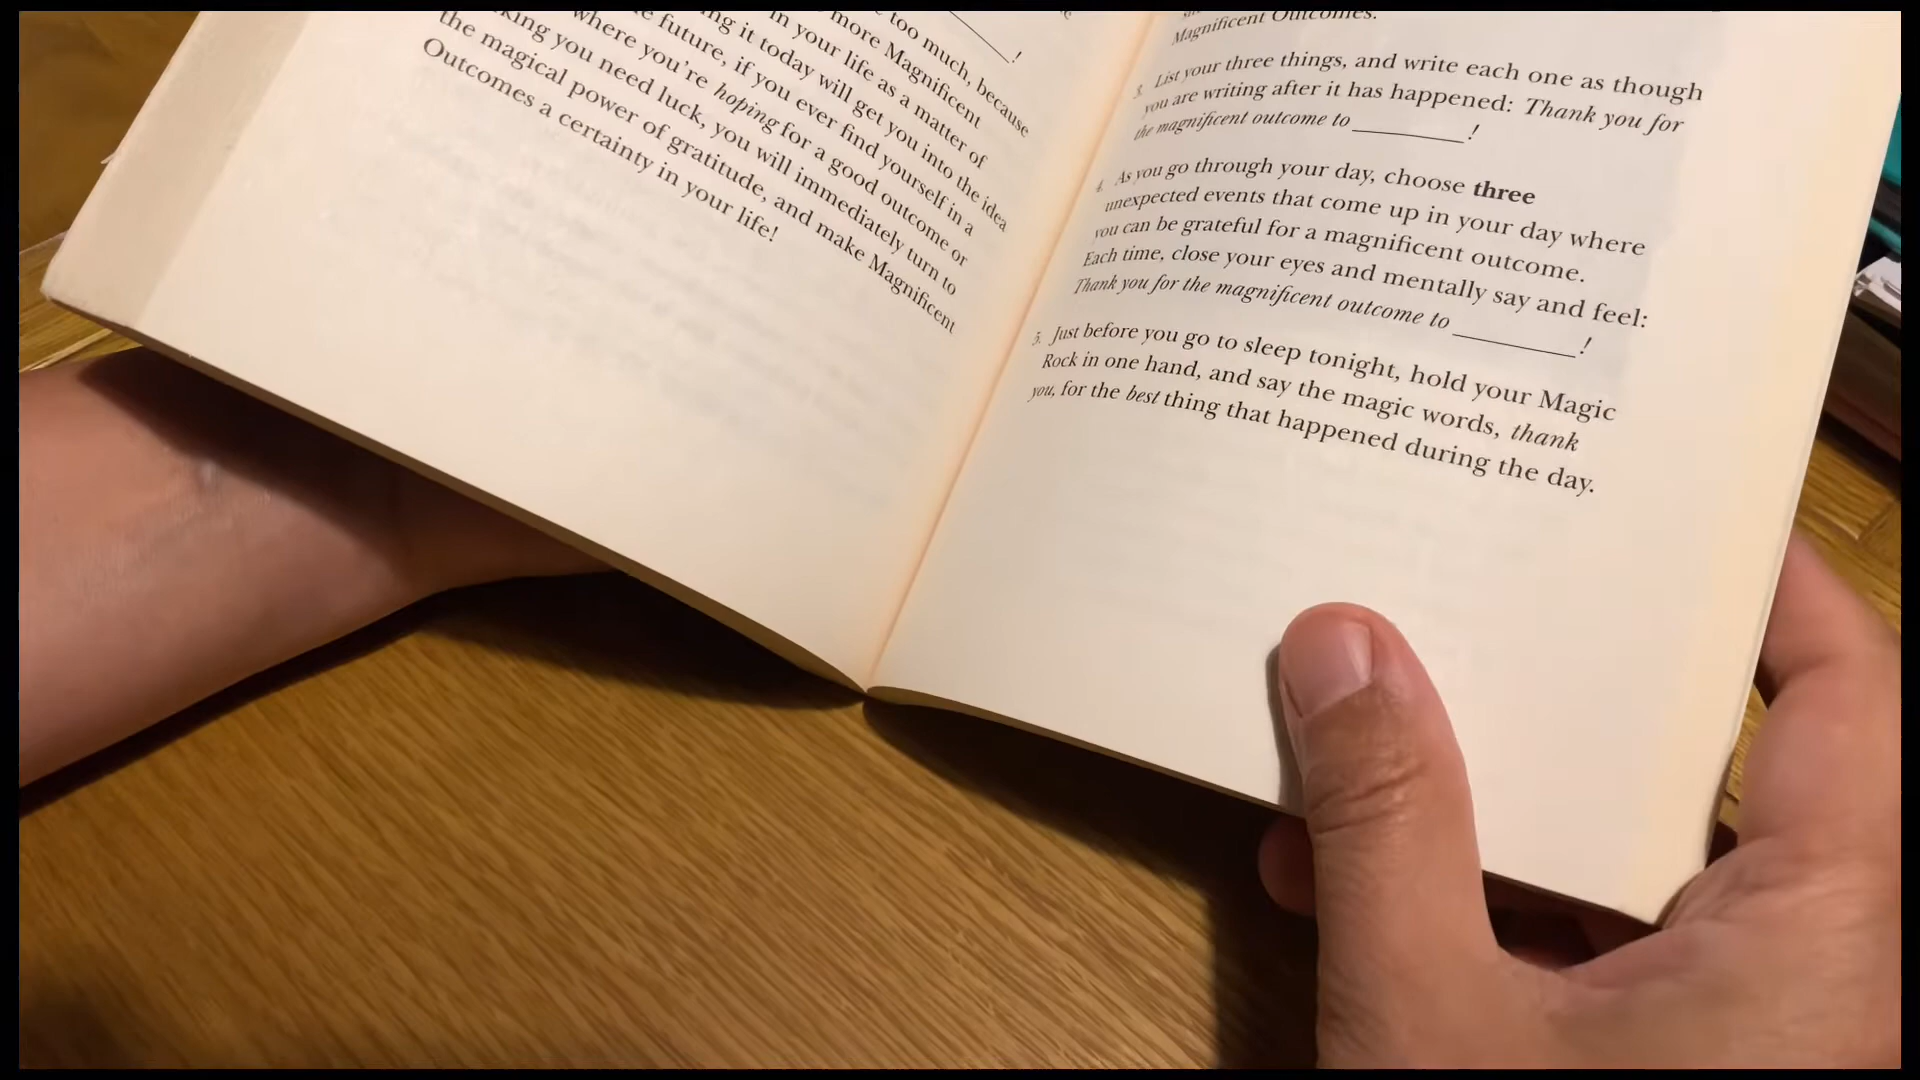 !
too much, because
more Magnificent
in your life as a matter of
ing it today will get you into the idea
future, if you ever find yourself in a
where you're hoping for a good outcome or
king you need luck, you will immediately turn to
the magical power of gratitude, and make Magnificent
Outcomes a certainty in your life!
Magnificent Outcomes.
3. List your three things, and write each one as though
you are writing after it has happened: Thank you for
the magnificent outcome to __________!
4. As you go through your day, choose three
unexpected events that come up in your day where
you can be grateful for a magnificent outcome.
Each time, close your eyes and mentally say and feel:
Thank you for the magnificent outcome to __________!
5. Just before you go to sleep tonight, hold your Magic
Rock in one hand, and say the magic words, thank
you, for the best thing that happened during the day.